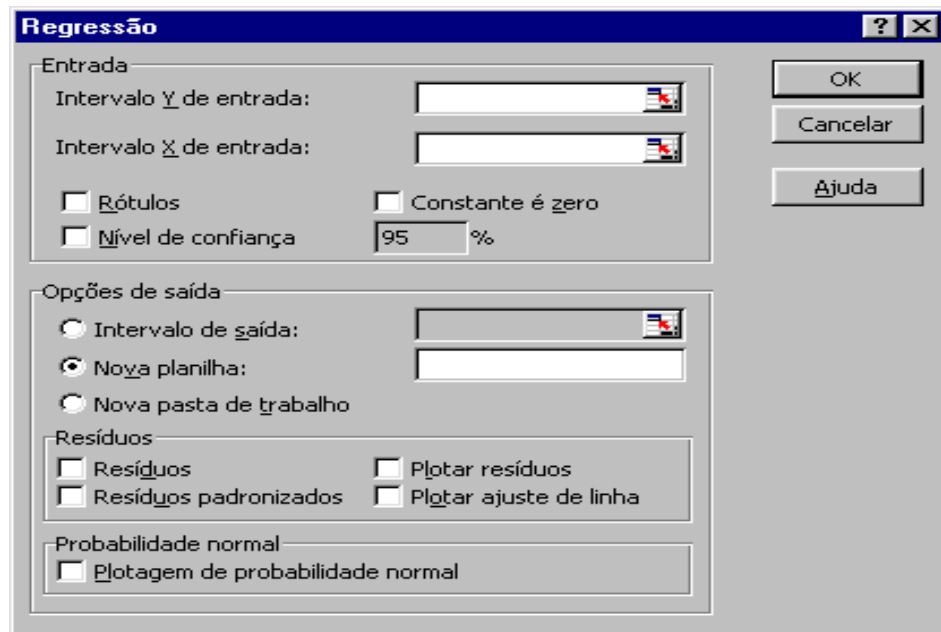 Regressão
Entrada
OK
Intervalo Y de entrada:
Cancelar
Intervalo X de entrada:
Ajuda
Rótulos
Constante é zero
Nível de confiança
95 %
Opções de saída
Intervalo de saída:
Nova planilha:
Nova pasta de trabalho
Resíduos
Resíduos
Plotar resíduos
Resíduos padronizados
Plotar ajuste de linha
Probabilidade normal
Plotagem de probabilidade normal